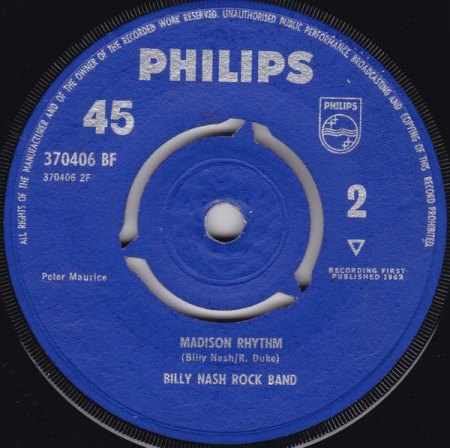 ALL RIGHTS OF THE MANUFACTURER AND OF THE OWNER OF THE RECORDED WORK RESERVED. UNAUTHORISED PUBLIC PERFORMANCE, BROADCASTING AND COPYING OF THIS RECORD PROHIBITED
PHILIPS
45
PHILIPS
370406 BF
370406 2F
2
Peter Maurice
RECORDING FIRST
PUBLISHED 1962
MADISON RHYTHM
(Billy Nash/R. Duke)
BILLY NASH ROCK BAND